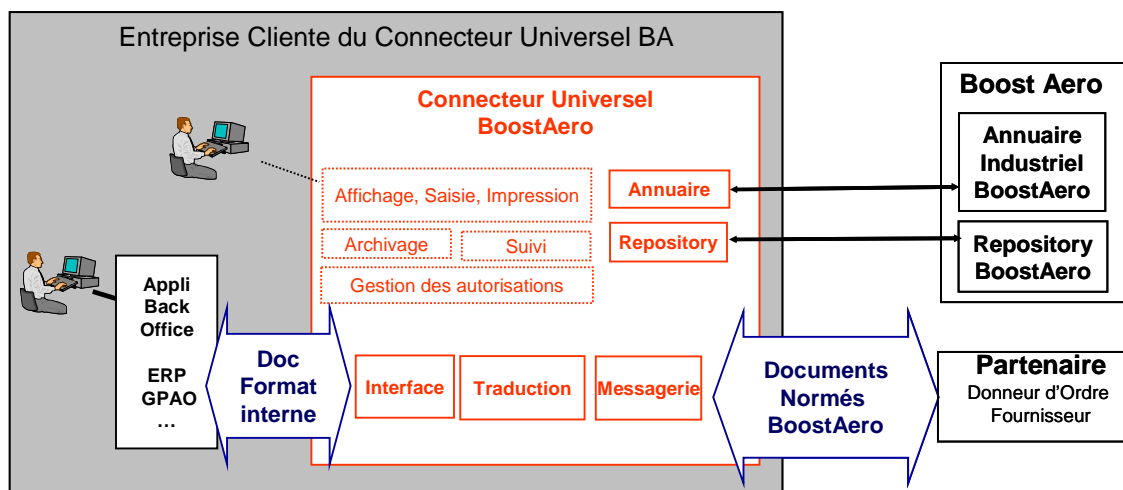 Entreprise Cliente du Connecteur Universel BA
Connecteur Universel
BoostAero
Affichage, Saisie, Impression
Archivage
Suivi
Gestion des autorisations
Annuaire
Repository
Boost Aero
Annuaire
Industriel
BoostAero
Repository
BoostAero
Appli
Back
Office
ERP
GPAO
…
Doc
Format
interne
Interface
Traduction
Messagerie
Documents
Normés
BoostAero
Partenaire
Donneur d'Ordre
Fournisseur